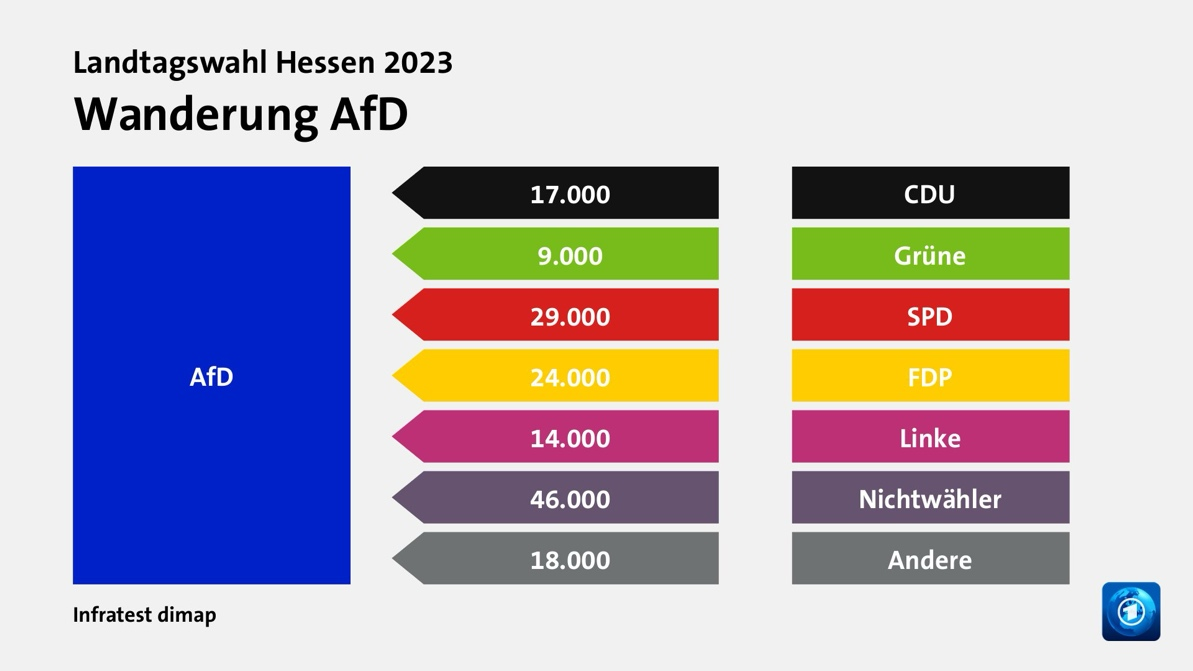 Landtagswahl Hessen 2023
Wanderung AfD
AfD
17.000 CDU
9.000 Grüne
29.000 SPD
24.000 FDP
14.000 Linke
46.000 Nichtwähler
18.000 Andere
Infratest dimap
1